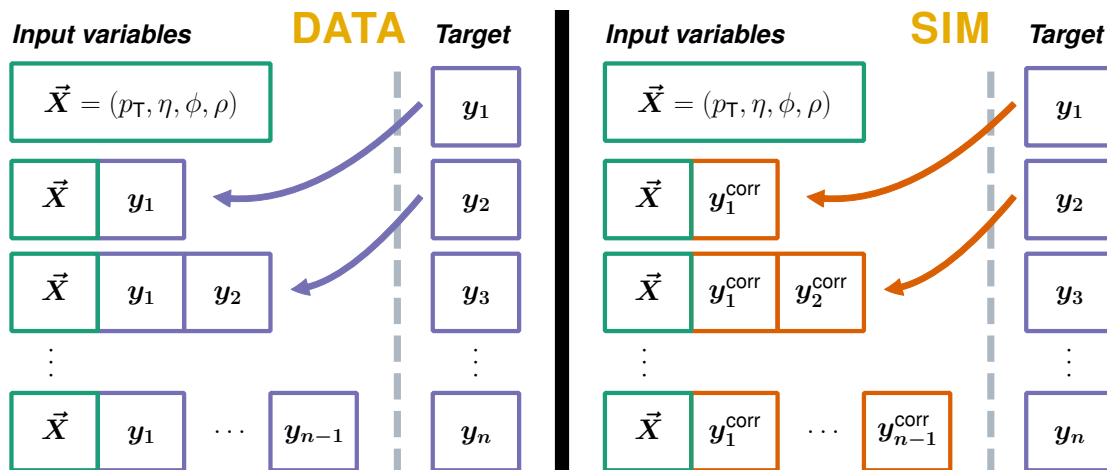 Input variables DATA Target
X⃗ = (p_T, η, ϕ, ρ) y_1
X⃗ y_1 y_2
X⃗ y_1 y_2 y_3
⋮ ⋮
X⃗ y_1 ⋯ y_{n−1} y_n
Input variables SIM Target
X⃗ = (p_T, η, ϕ, ρ) y_1
X⃗ y_1^corr y_2
X⃗ y_1^corr y_2^corr y_3
⋮ ⋮
X⃗ y_1^corr ⋯ y_{n−1}^corr y_n